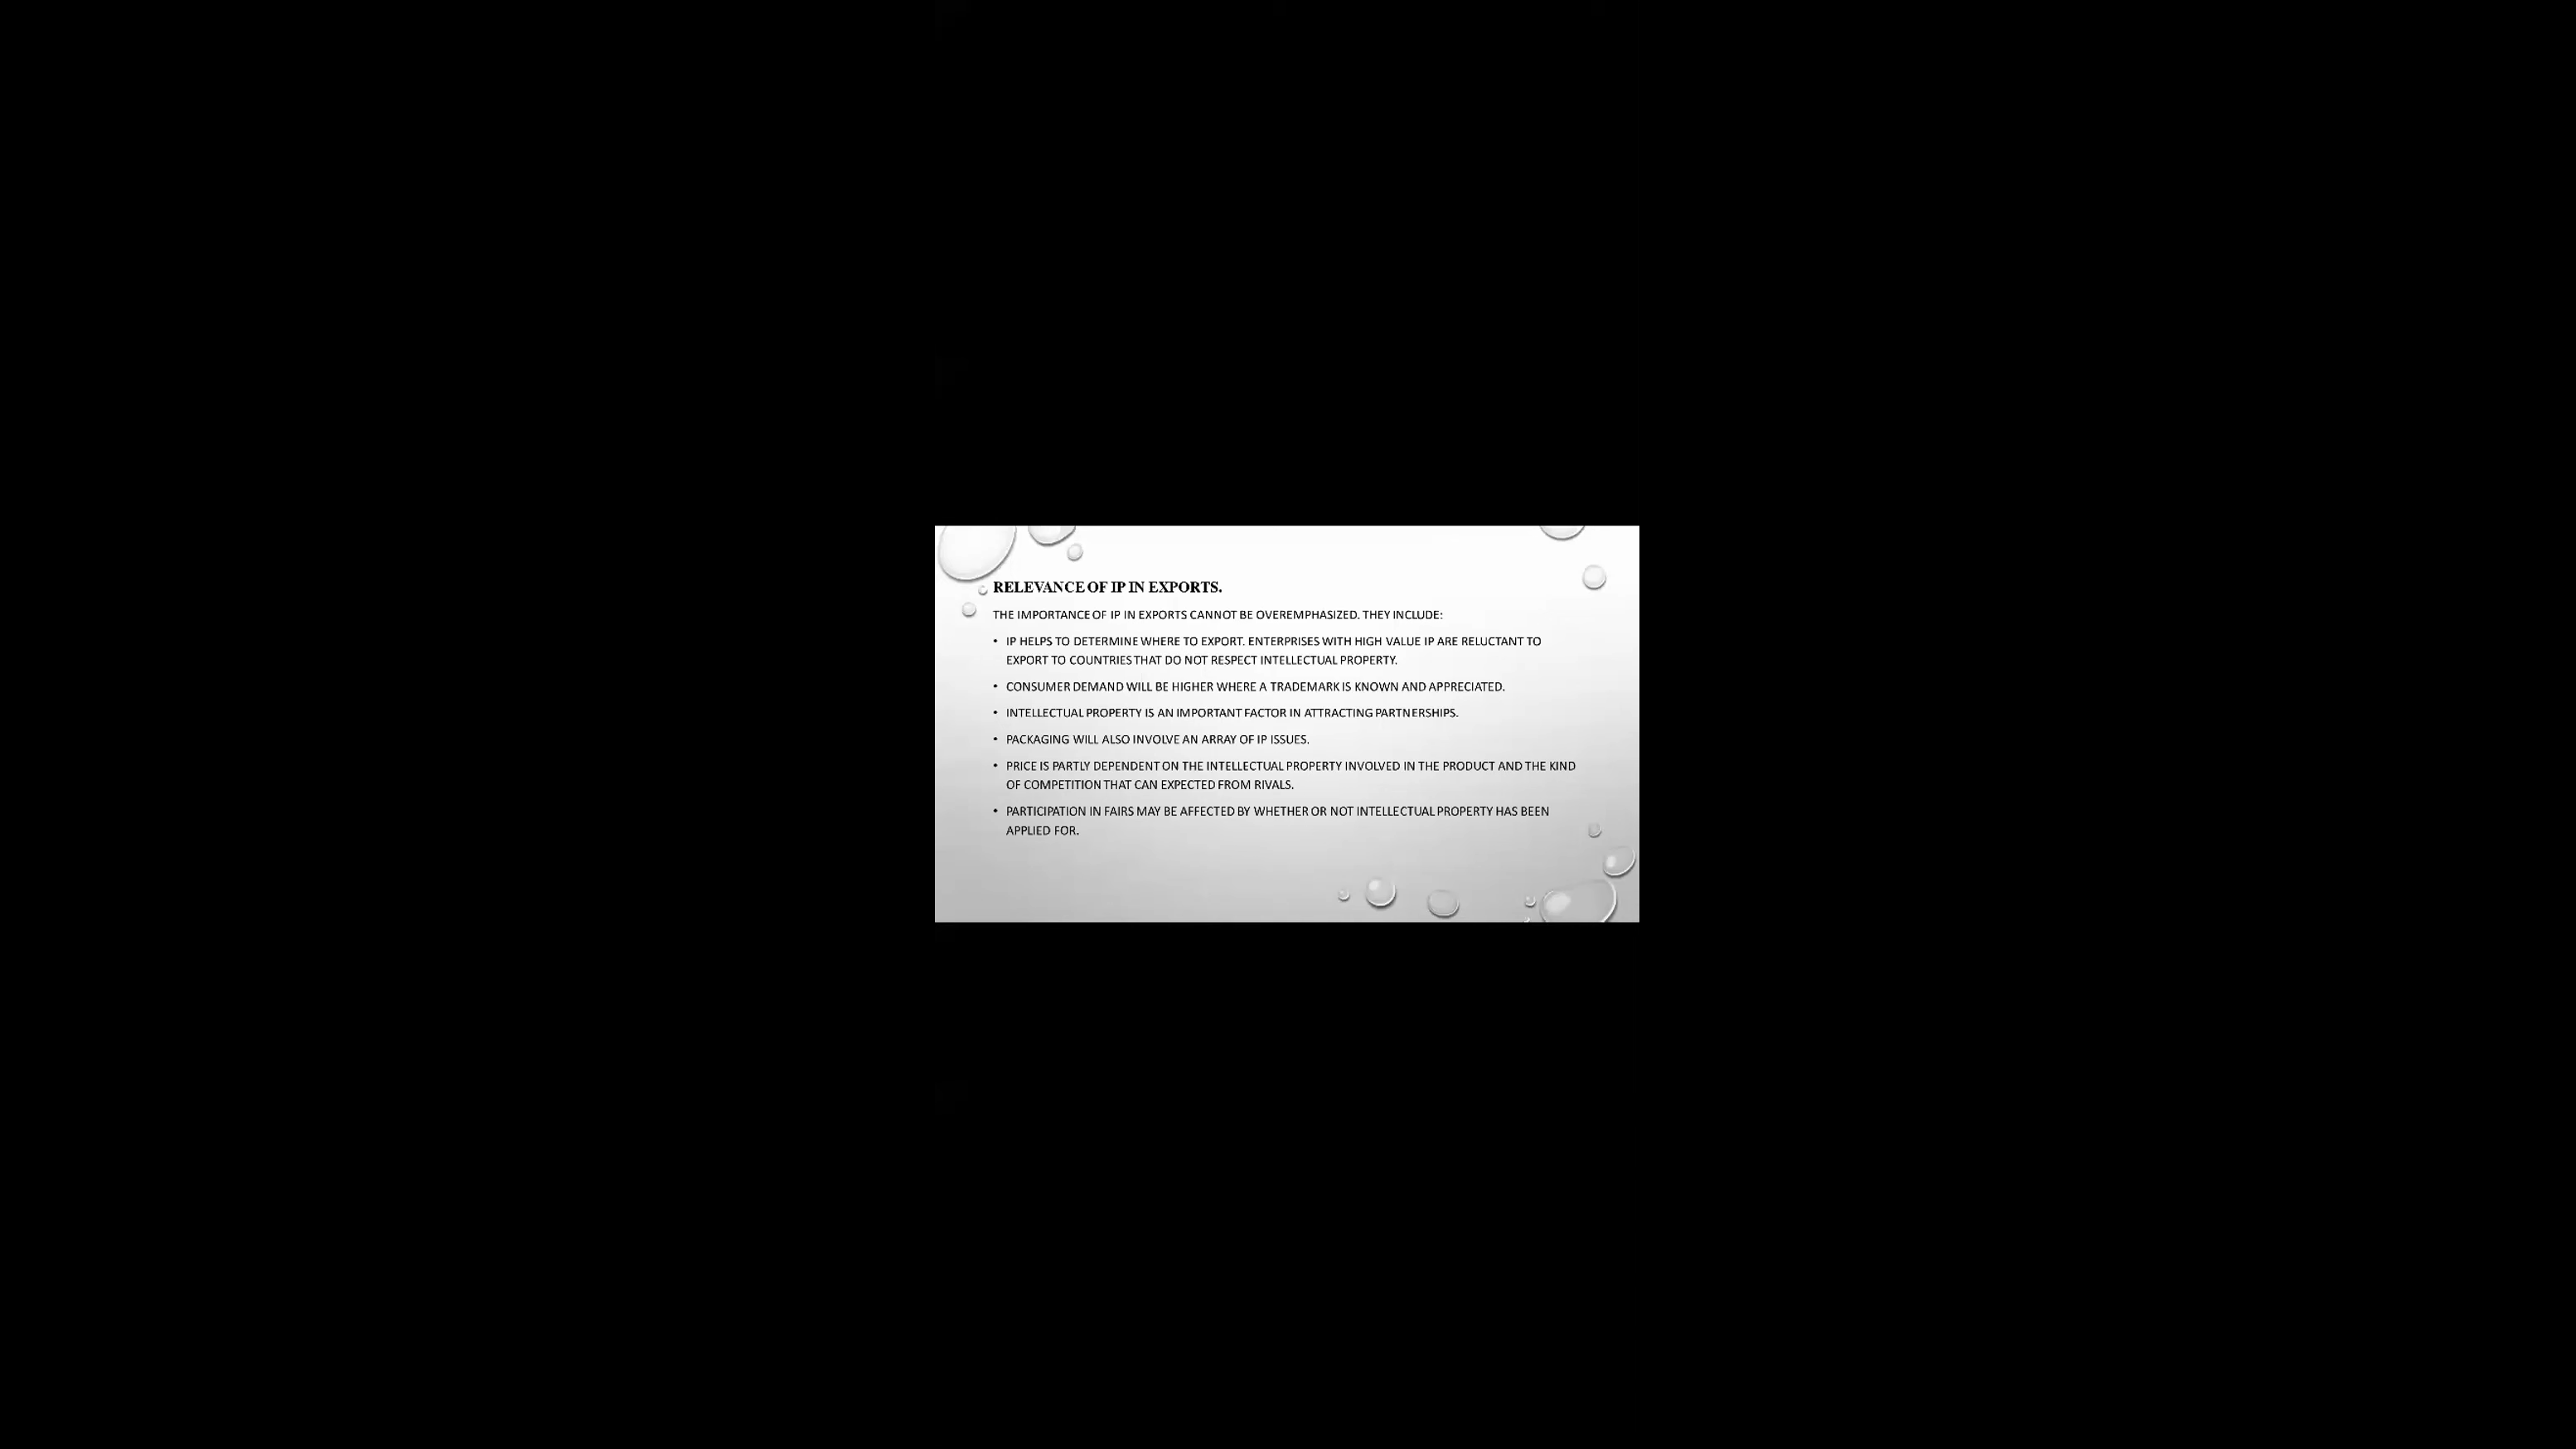 RELEVANCE OF IP IN EXPORTS.
THE IMPORTANCE OF IP IN EXPORTS CANNOT BE OVEREMPHASIZED. THEY INCLUDE:
• IP HELPS TO DETERMINE WHERE TO EXPORT. ENTERPRISES WITH HIGH VALUE IP ARE RELUCTANT TO
EXPORT TO COUNTRIES THAT DO NOT RESPECT INTELLECTUAL PROPERTY.
• CONSUMER DEMAND WILL BE HIGHER WHERE A TRADEMARK IS KNOWN AND APPRECIATED.
• INTELLECTUAL PROPERTY IS AN IMPORTANT FACTOR IN ATTRACTING PARTNERSHIPS.
• PACKAGING WILL ALSO INVOLVE AN ARRAY OF IP ISSUES.
• PRICE IS PARTLY DEPENDENT ON THE INTELLECTUAL PROPERTY INVOLVED IN THE PRODUCT AND THE KIND
OF COMPETITION THAT CAN EXPECTED FROM RIVALS.
• PARTICIPATION IN FAIRS MAY BE AFFECTED BY WHETHER OR NOT INTELLECTUAL PROPERTY HAS BEEN
APPLIED FOR.